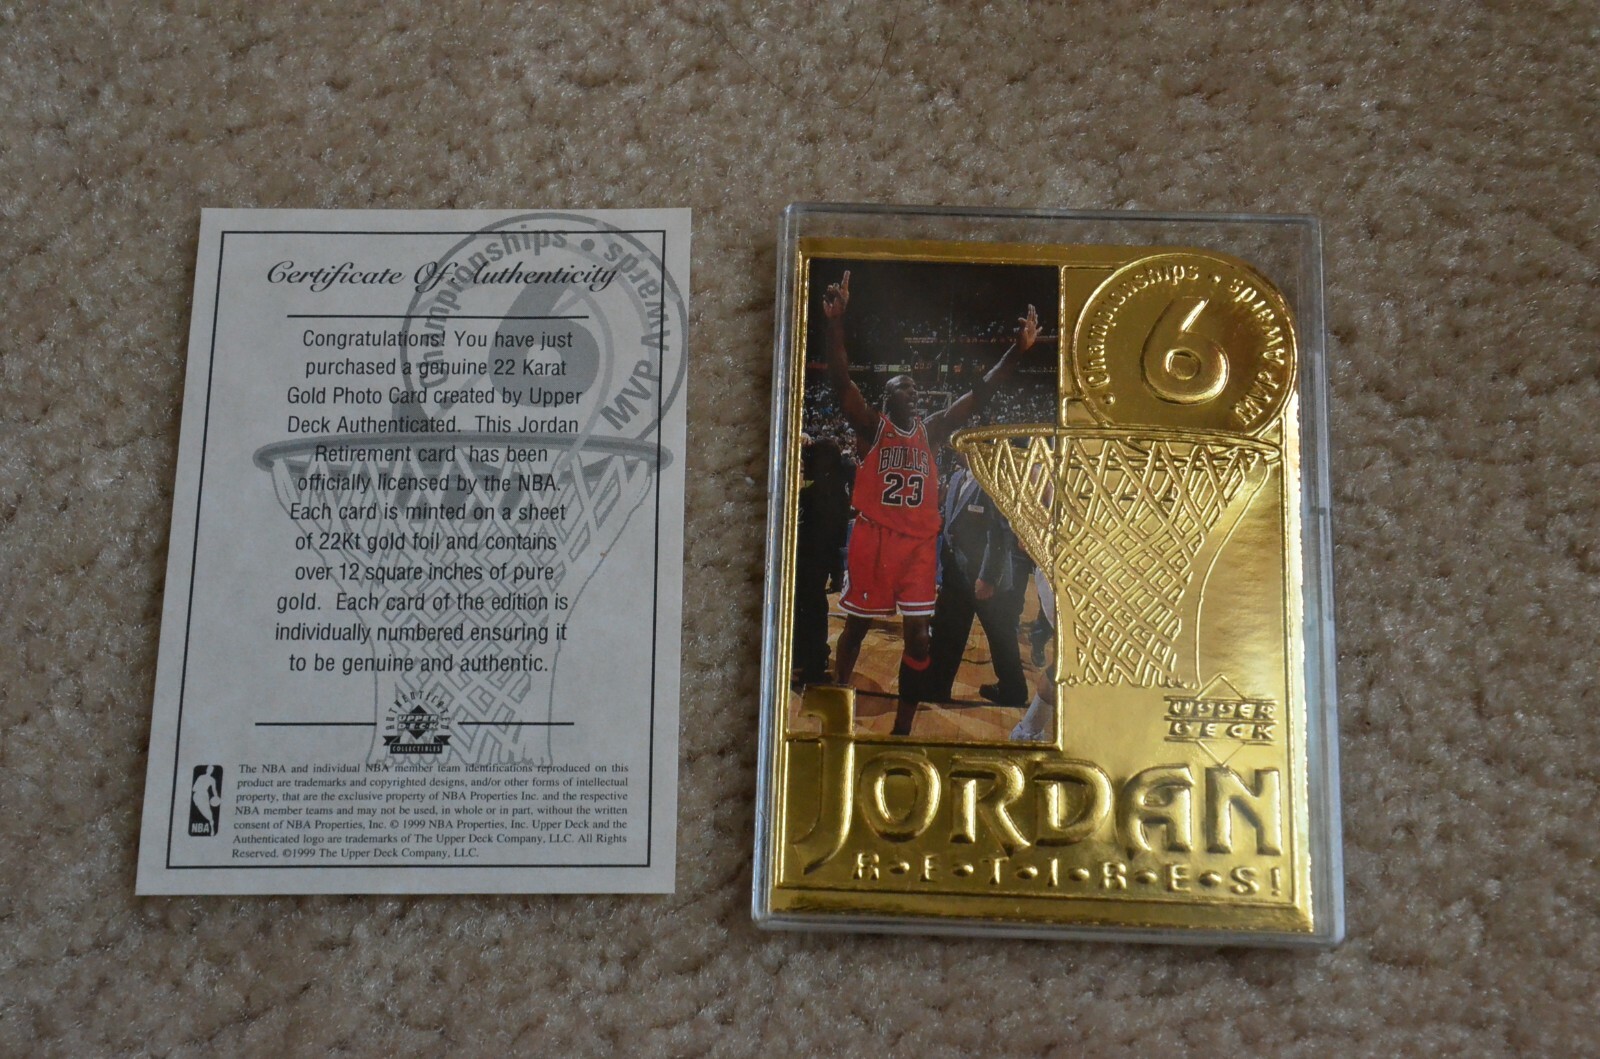 Certificate Of Authenticity
Championships • MVP Awards
6
Congratulations! You have just
purchased a genuine 22 Karat
Gold Photo Card created by Upper
Deck Authenticated. This Jordan
Retirement card has been
officially licensed by the NBA.
Each card is minted on a sheet
of 22Kt gold foil and contains
over 12 square inches of pure
gold. Each card of the edition is
individually numbered ensuring it
to be genuine and authentic.
AUTHENTICATED
UPPER
DECK
COLLECTIBLES
The NBA and individual NBA member team identifications reproduced on this
product are trademarks and copyrighted designs, and/or other forms of intellectual
property, that are the exclusive property of NBA Properties Inc. and the respective
NBA member teams and may not be used, in whole or in part, without the written
consent of NBA Properties, Inc. © 1999 NBA Properties, Inc. Upper Deck and the
Authenticated logo are trademarks of The Upper Deck Company, LLC. All Rights
Reserved. ©1999 The Upper Deck Company, LLC.
NBA
• Championships • MVP Awards
6
BULLS
23
UPPER
DECK
JORDAN
R•E•T•I•R•E•S!